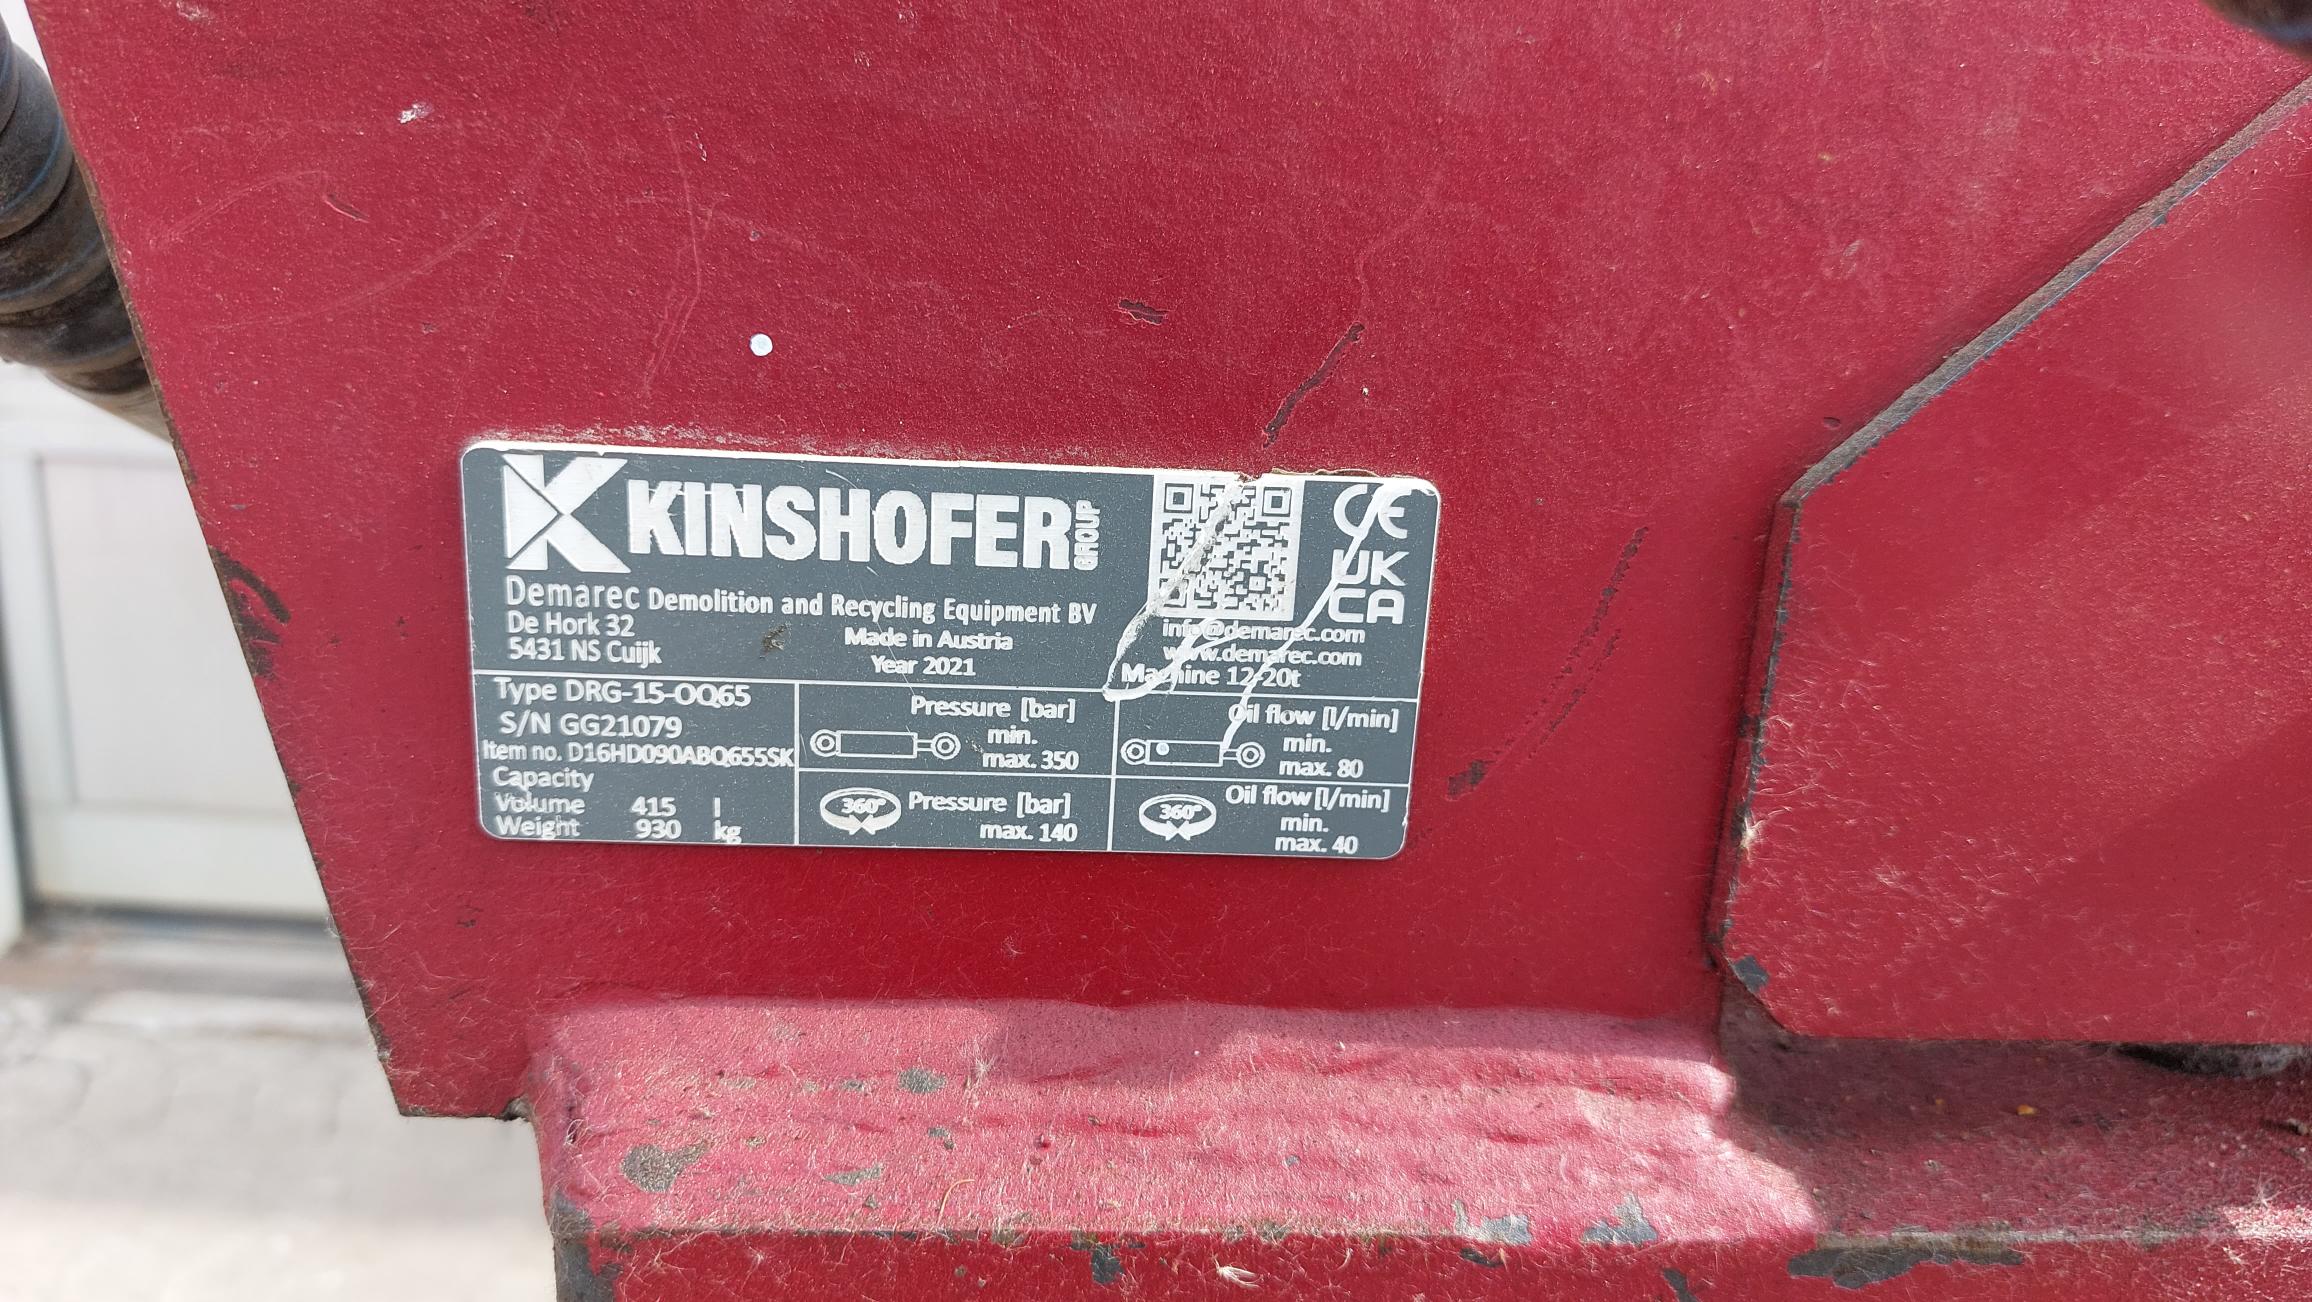 KINSHOFER GROUP
CE
UK
CA
Demarec Demolition and Recycling Equipment BV
De Hork 32
5431 NS Cuijk
Made in Austria
Year 2021
info@demarec.com
www.demarec.com
Machine 12-20t
Type DRG-15-OQ65
S/N GG21079
Item no. D16HD090ABQ655SK
Capacity
Volume 415 l
Weight 930 kg
Pressure [bar]
min.
max. 350
Oil flow [l/min]
min.
max. 80
360° Pressure [bar]
max. 140
360° Oil flow [l/min]
min.
max. 40